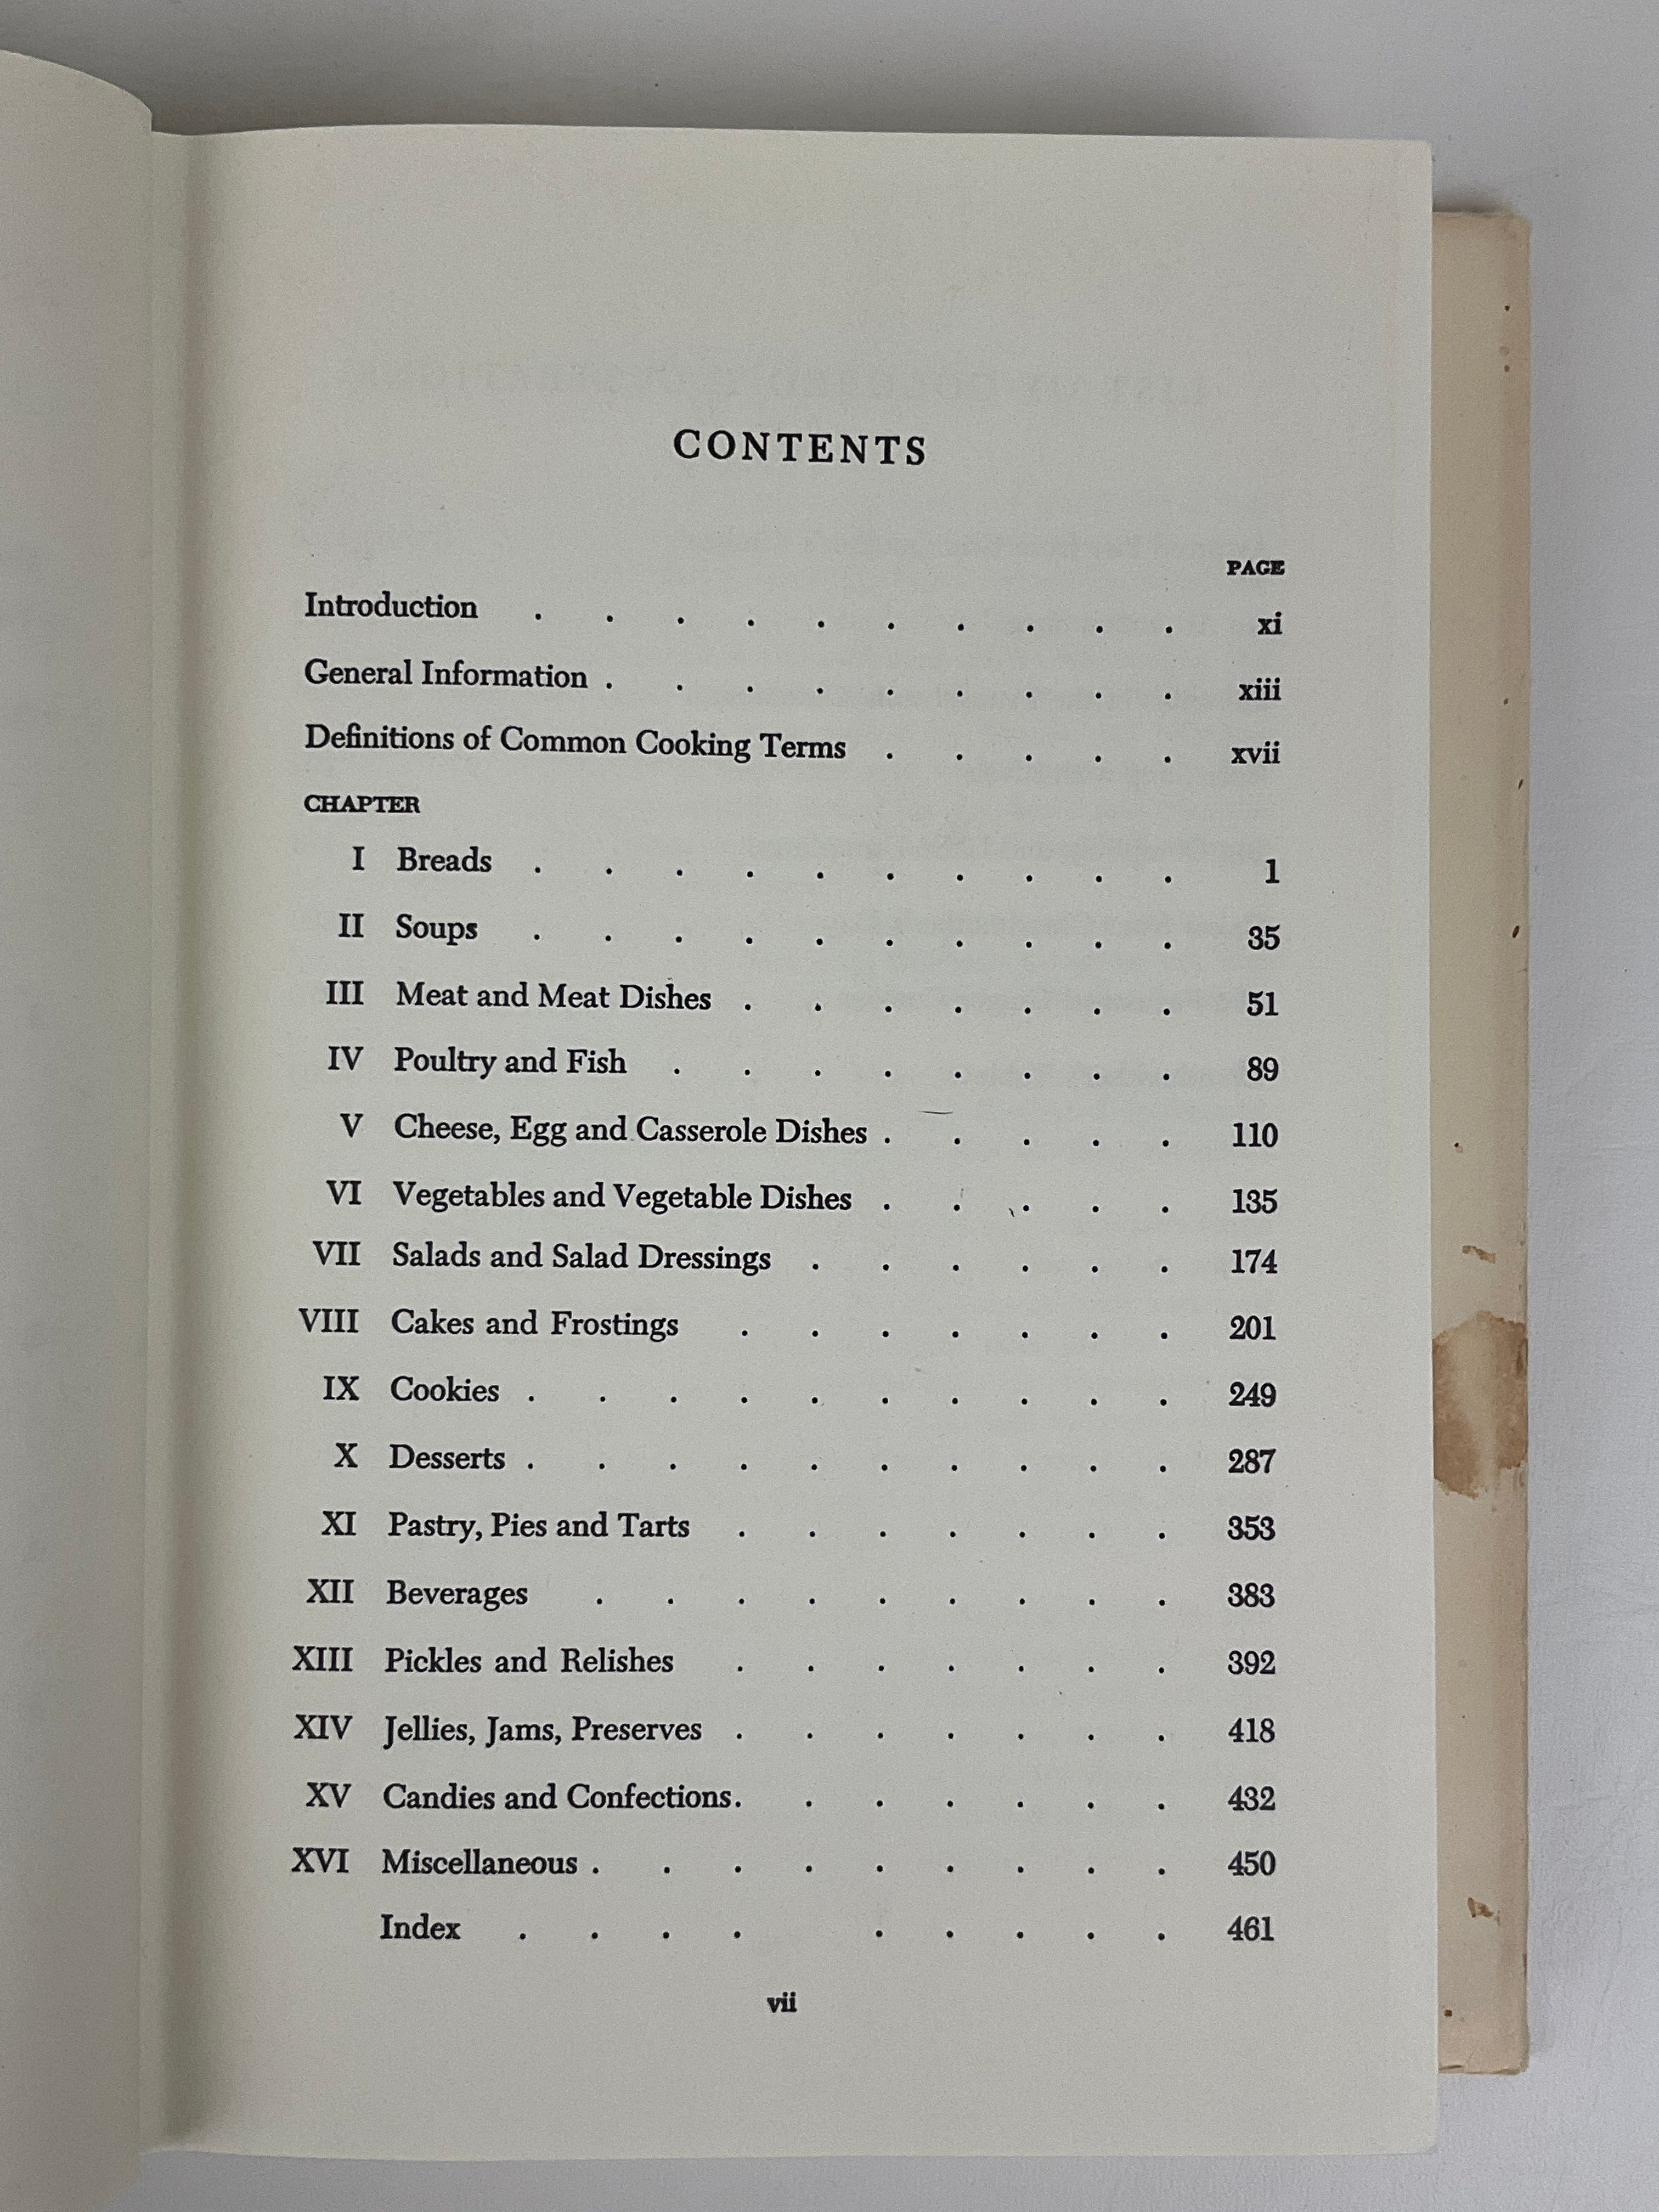 CONTENTS
PAGE
Introduction . . . . . . . . . . xi
General Information . . . . . . . . . xiii
Definitions of Common Cooking Terms . . . . . xvii
CHAPTER
I Breads . . . . . . . . . . 1
II Soups . . . . . . . . . . 35
III Meat and Meat Dishes . . . . . . . 51
IV Poultry and Fish . . . . . . . . 89
V Cheese, Egg and Casserole Dishes . . . . . 110
VI Vegetables and Vegetable Dishes . . . . . 135
VII Salads and Salad Dressings . . . . . . 174
VIII Cakes and Frostings . . . . . . . 201
IX Cookies . . . . . . . . . . 249
X Desserts . . . . . . . . . . 287
XI Pastry, Pies and Tarts . . . . . . . 353
XII Beverages . . . . . . . . . 383
XIII Pickles and Relishes . . . . . . . 392
XIV Jellies, Jams, Preserves . . . . . . . 418
XV Candies and Confections. . . . . . . 432
XVI Miscellaneous . . . . . . . . . 450
Index . . . . . . . . . 461
vii